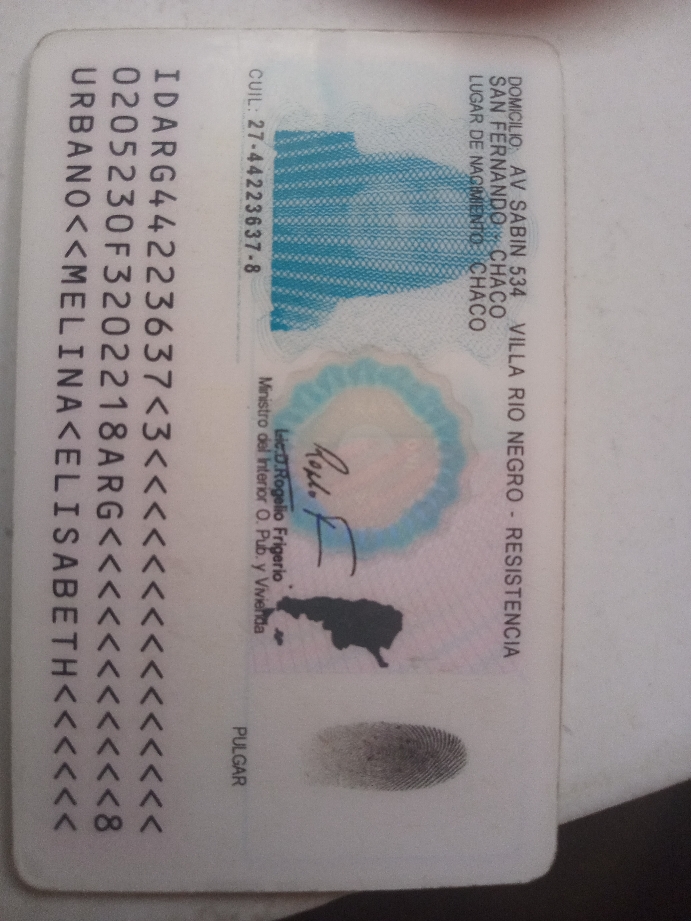 DOMICILIO: AV SABIN 534 VILLA RIO NEGRO - RESISTENCIA
SAN FERNANDO CHACO
LUGAR DE NACIMIENTO: CHACO
CUIL: 27-44223637-8
Lic.D.Rogelio Frigerio
Ministro del Interior O. Pub. y Vivienda
PULGAR
IDARG44223637<3<<<<<<<<<<<<<<<
0205230F3202218ARG<<<<<<<<<<<8
URBANO<<MELINA<ELISABETH<<<<<<